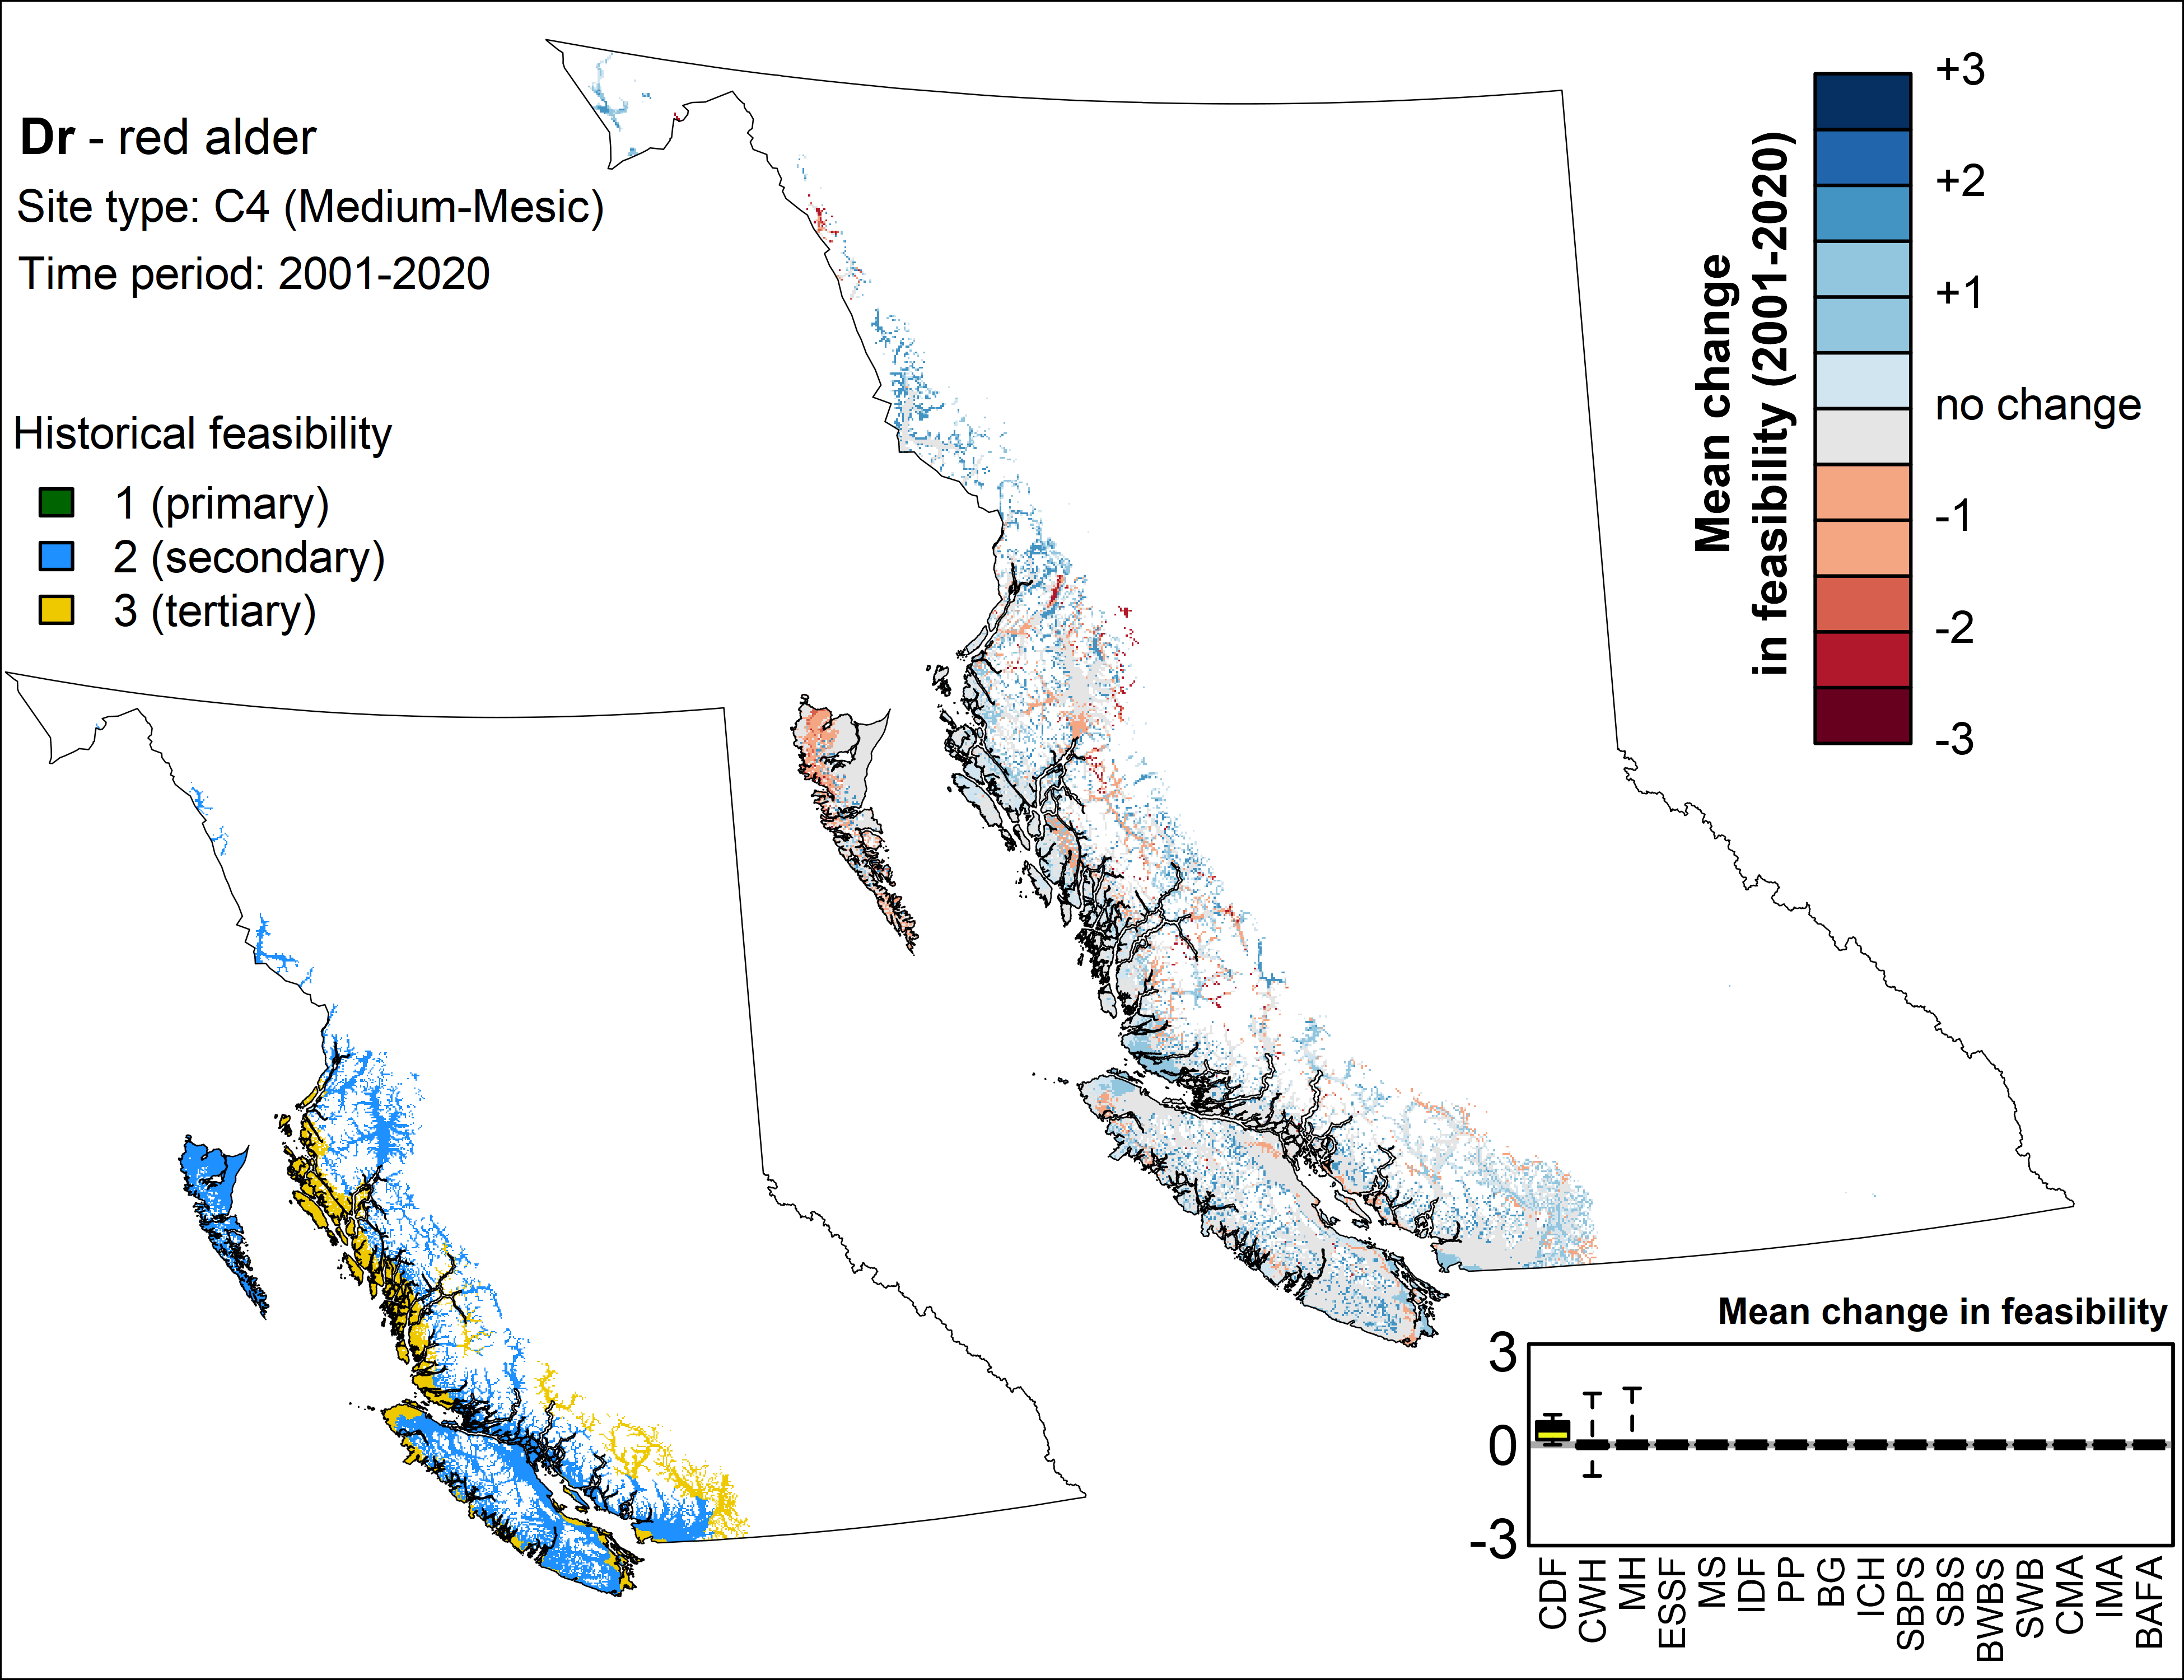 Dr - red alder
Site type: C4 (Medium-Mesic)
Time period: 2001-2020
Historical feasibility
1 (primary)
2 (secondary)
3 (tertiary)
Mean change
in feasibility (2001-2020)
+3
+2
+1
no change
-1
-2
-3
Mean change in feasibility
3
0
-3
CDF
CWH
MH
ESSF
MS
IDF
PP
BG
ICH
SBPS
SBS
BWBS
SWB
CMA
IMA
BAFA